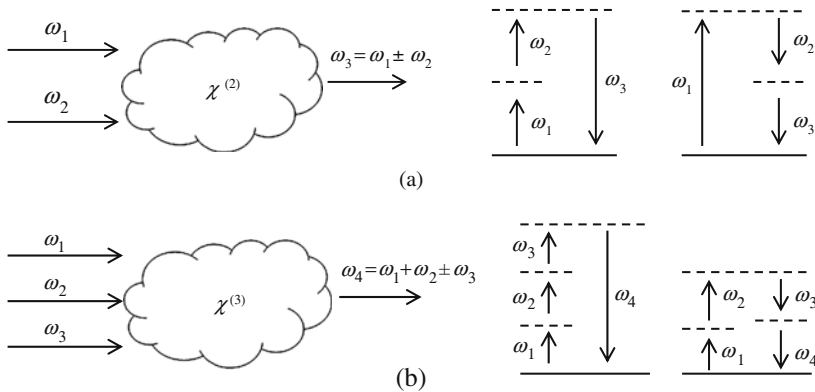 ω₁
ω₂
χ⁽²⁾
ω₃=ω₁± ω₂
ω₂
ω₁
ω₃
ω₁
ω₂
ω₃
(a)
ω₁
ω₂
ω₃
χ⁽³⁾
ω₄=ω₁+ω₂±ω₃
ω₃
ω₂
ω₁
ω₄
ω₂
ω₁
ω₃
ω₄
(b)